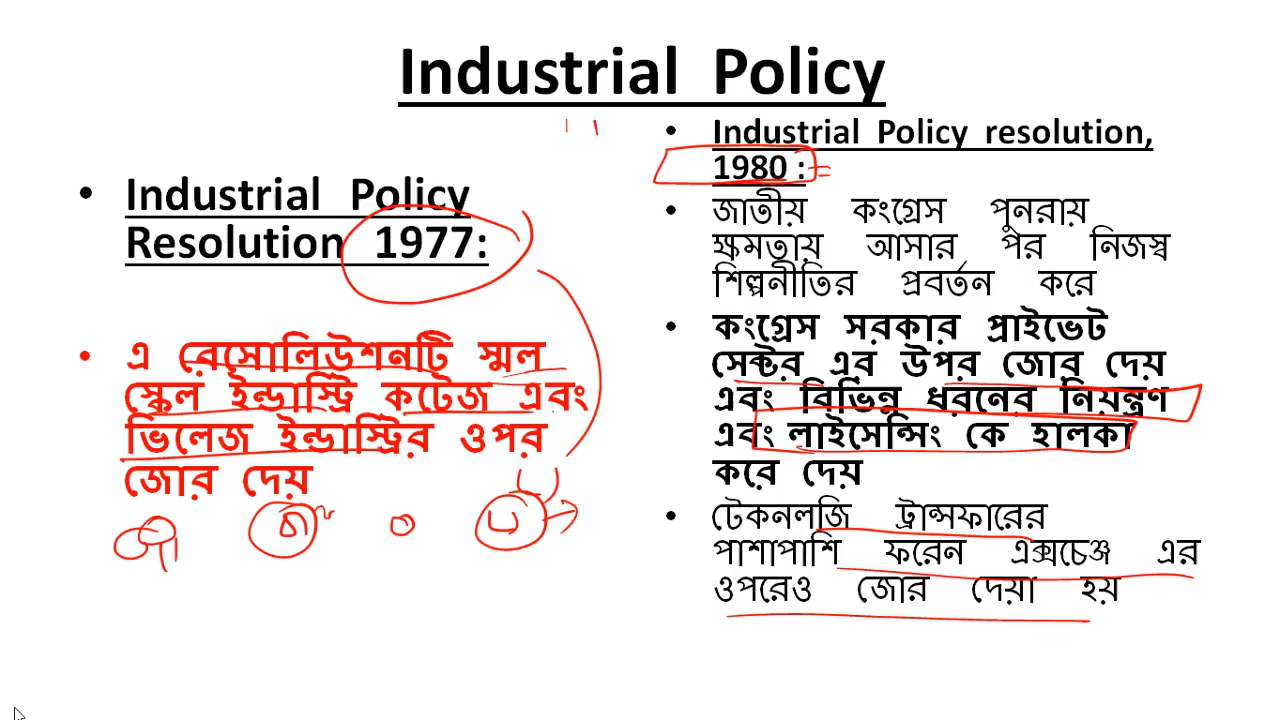 Industrial Policy
• Industrial Policy
Resolution 1977:
• এ রেসোলিউশনটি স্মল
স্কেল ইন্ডাস্ট্রি কটেজ এবং
ভিলেজ ইন্ডাস্ট্রির ওপর
জোর দেয়
• Industrial Policy resolution,
1980 :
• জাতীয় কংগ্রেস পুনরায়
ক্ষমতায় আসার পর নিজস্ব
শিল্পনীতির প্রবর্তন করে
• কংগ্রেস সরকার প্রাইভেট
সেক্টর এর উপর জোর দেয়
এবং বিভিন্ন ধরনের নিয়ন্ত্রণ
এবং লাইসেন্সিং কে হালকা
করে দেয়
• টেকনলজি ট্রান্সফারের
পাশাপাশি ফরেন এক্সচেঞ্জ এর
ওপরেও জোর দেয়া হয়